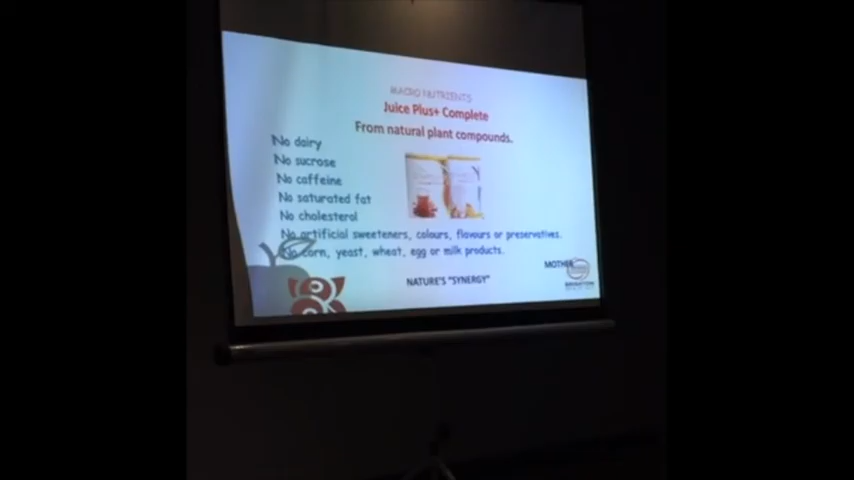 MACRO NUTRIENTS
Juice Plus+ Complete
From natural plant compounds.
No dairy
No sucrose
No caffeine
No saturated fat
No cholesterol
No artificial sweeteners, colours, flavours or preservatives.
No corn, yeast, wheat, egg or milk products.
MOTHER
NATURE'S "SYNERGY"